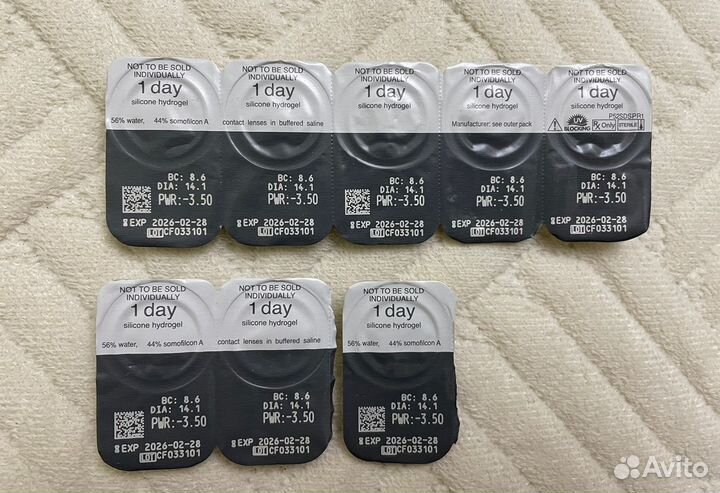 NOT TO BE SOLD
INDIVIDUALLY
1 day
silicone hydrogel
56% water, 44% somofilcon A
BC: 8.6
DIA: 14.1
PWR:-3.50
EXP 2026-02-28
LOT CF033101
NOT TO BE SOLD
INDIVIDUALLY
1 day
silicone hydrogel
contact lenses in buffered saline
BC: 8.6
DIA: 14.1
PWR:-3.50
EXP 2026-02-28
LOT CF033101
NOT TO BE SOLD
INDIVIDUALLY
1 day
silicone hydrogel
BC: 8.6
DIA: 14.1
PWR:-3.50
EXP 2026-02-28
LOT CF033101
NOT TO BE SOLD
INDIVIDUALLY
1 day
silicone hydrogel
Manufacturer: see outer pack
BC: 8.6
DIA: 14.1
PWR:-3.50
EXP 2026-02-28
LOT CF033101
NOT TO BE SOLD
INDIVIDUALLY
1 day
silicone hydrogel
P52SDSPR1
UV BLOCKING Rx Only STERILE
BC: 8.6
DIA: 14.1
PWR:-3.50
EXP 2026-02-28
LOT CF033101
NOT TO BE SOLD
INDIVIDUALLY
1 day
silicone hydrogel
56% water, 44% somofilcon A
BC: 8.6
DIA: 14.1
PWR:-3.50
EXP 2026-02-28
LOT CF033101
NOT TO BE SOLD
INDIVIDUALLY
1 day
silicone hydrogel
contact lenses in buffered saline
BC: 8.6
DIA: 14.1
PWR:-3.50
EXP 2026-02-28
LOT CF033101
NOT TO BE SOLD
INDIVIDUALLY
1 day
silicone hydrogel
56% water, 44% somofilcon A
BC: 8.6
DIA: 14.1
PWR:-3.50
EXP 2026-02-28
LOT CF033101
Avito